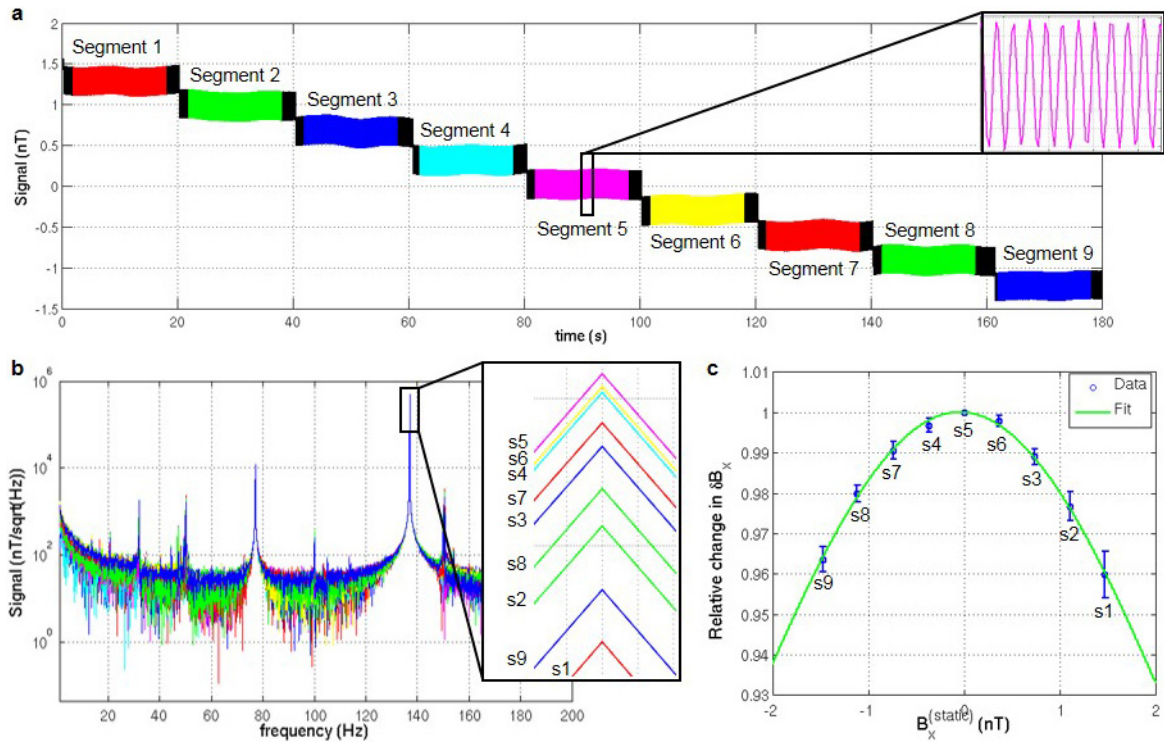 a
2
1.5
1
0.5
0
-0.5
-1
-1.5
Signal (nT)
Segment 1
Segment 2
Segment 3
Segment 4
Segment 5
Segment 6
Segment 7
Segment 8
Segment 9
0 20 40 60 80 100 120 140 160 180
time (s)
b
10^6
10^4
10^2
10^0
Signal (nT/sqrt(Hz))
20 40 60 80 100 120 140 160 180 200
frequency (Hz)
s5
s6
s4
s7
s3
s8
s2
s9
s1
c
1.01
1
0.99
0.98
0.97
0.96
0.95
0.94
0.93
Relative change in δB_x
Data
Fit
s9
s8
s7
s4
s5
s6
s3
s2
s1
-2 -1 0 1 2
B_x^(static) (nT)